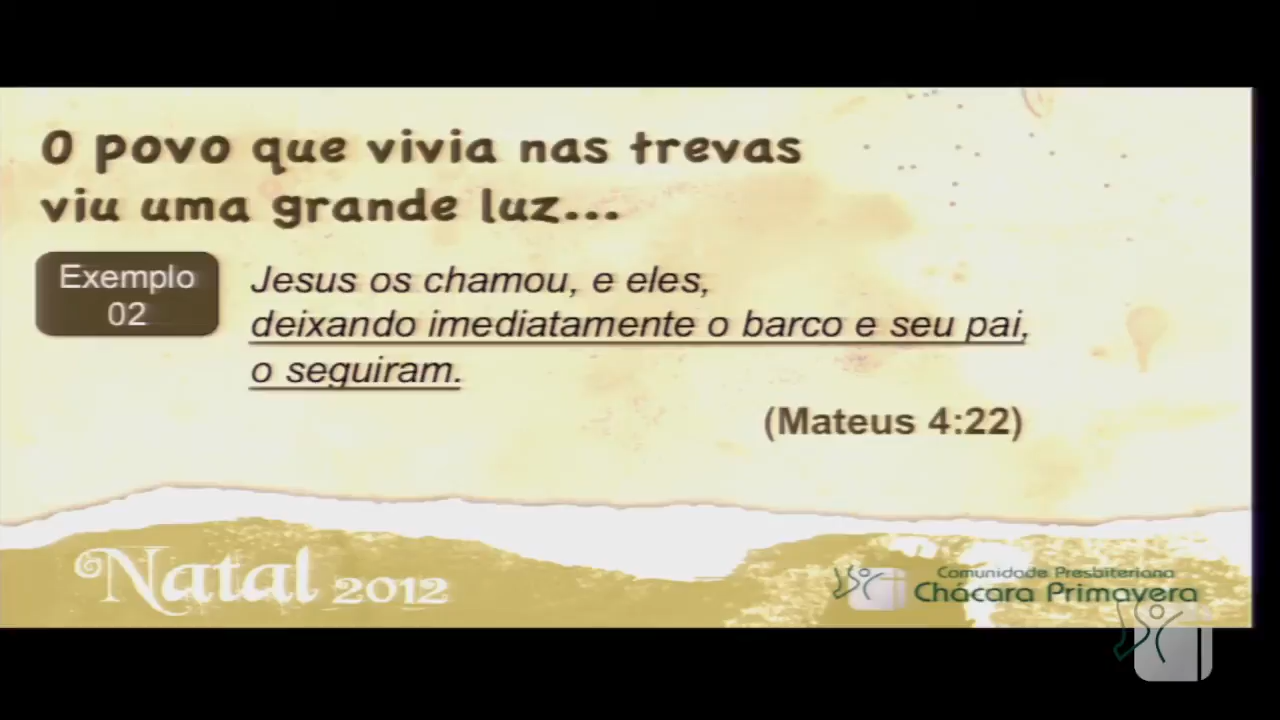 O povo que vivia nas trevas
viu uma grande luz...
Exemplo
02
Jesus os chamou, e eles,
deixando imediatamente o barco e seu pai,
o seguiram.
(Mateus 4:22)
Natal 2012
Comunidade Presbiteriana
Chácara Primavera